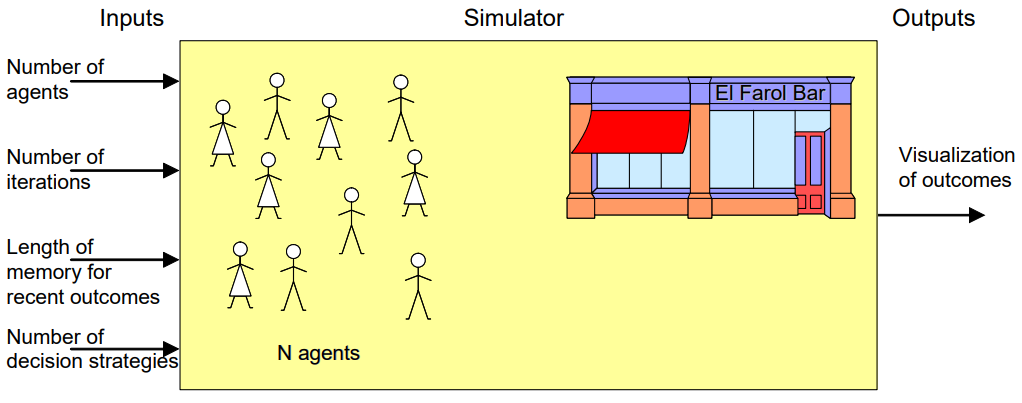 Inputs
Simulator
Outputs
Number of
agents
Number of
iterations
Length of
memory for
recent outcomes
Number of
decision strategies
N agents
El Farol Bar
Visualization
of outcomes